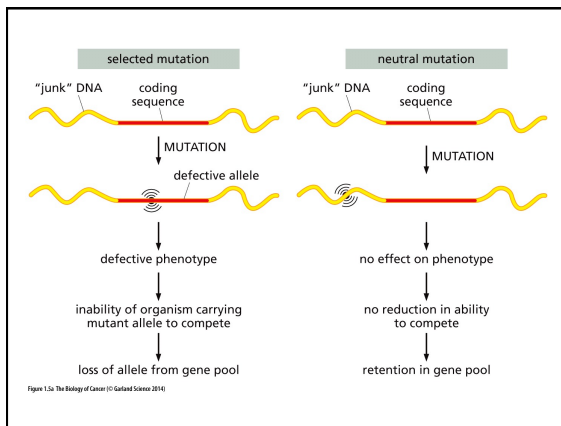 selected mutation
"junk" DNA
coding
sequence
MUTATION
defective allele
defective phenotype
inability of organism carrying
mutant allele to compete
loss of allele from gene pool
neutral mutation
"junk" DNA
coding
sequence
MUTATION
no effect on phenotype
no reduction in ability
to compete
retention in gene pool
Figure 1.5a The Biology of Cancer (© Garland Science 2014)